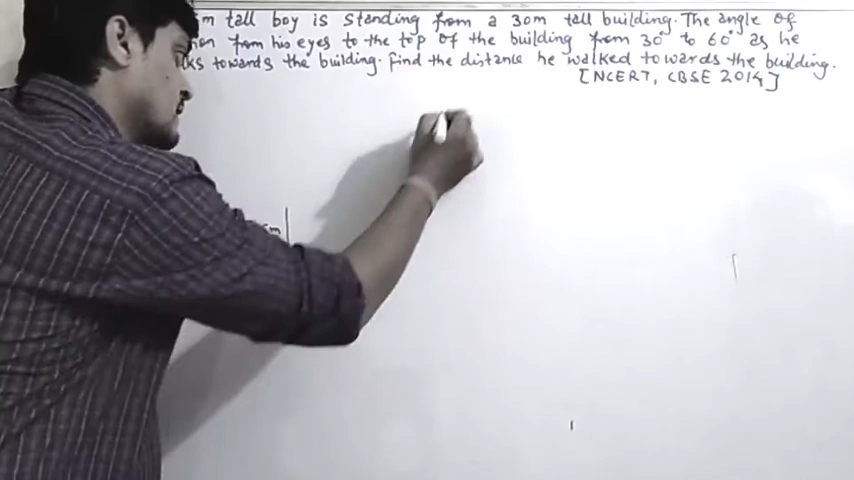 m tall boy is standing from a 30m tall building. The angle of
from his eyes to the top of the building from 30° to 60° as he
towards the building. find the distance he walked towards the building.
[NCERT, CBSE 2014]